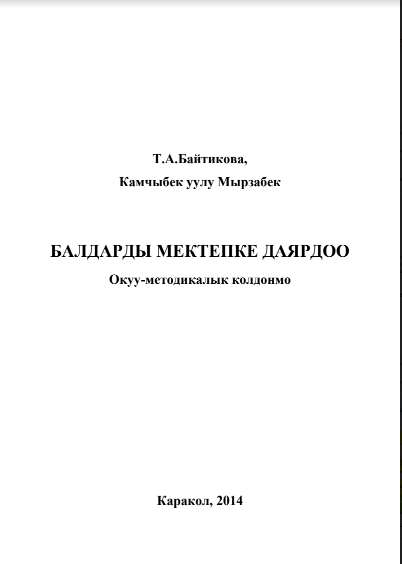 Т.А.Байтикова,
Камчыбек уулу Мырзабек
БАЛДАРДЫ МЕКТЕПКЕ ДАЯРДОО
Окуу-методикалык колдонмо
Каракол, 2014